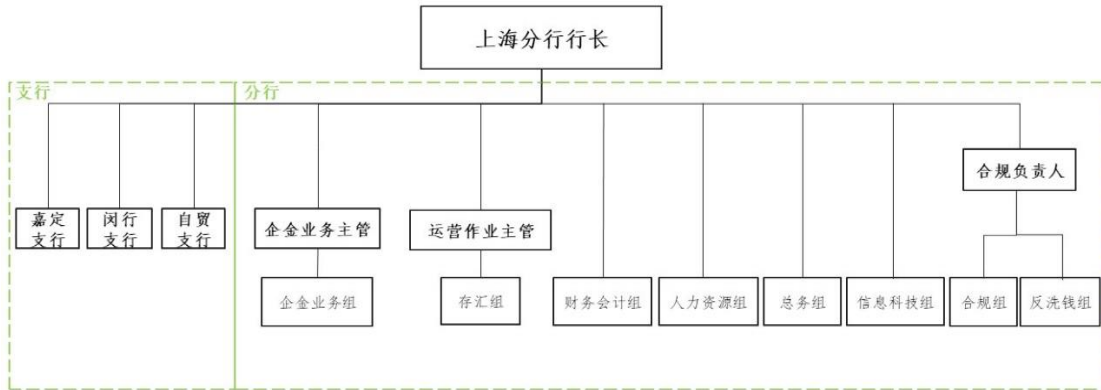 上海分行行长
支行
分行
合规负责人
嘉定
支行
闵行
支行
自贸
支行
企金业务主管
运营作业主管
企金业务组
存汇组
财务会计组
人力资源组
总务组
信息科技组
合规组
反洗钱组